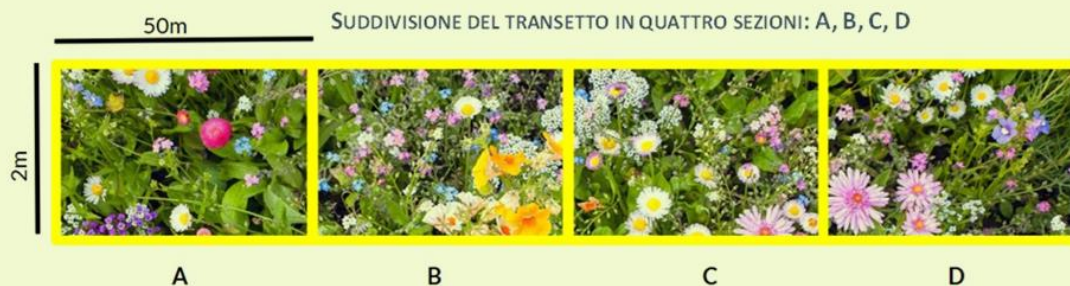 50m
SUDDIVISIONE DEL TRANSETTO IN QUATTRO SEZIONI: A, B, C, D
2m
A
B
C
D